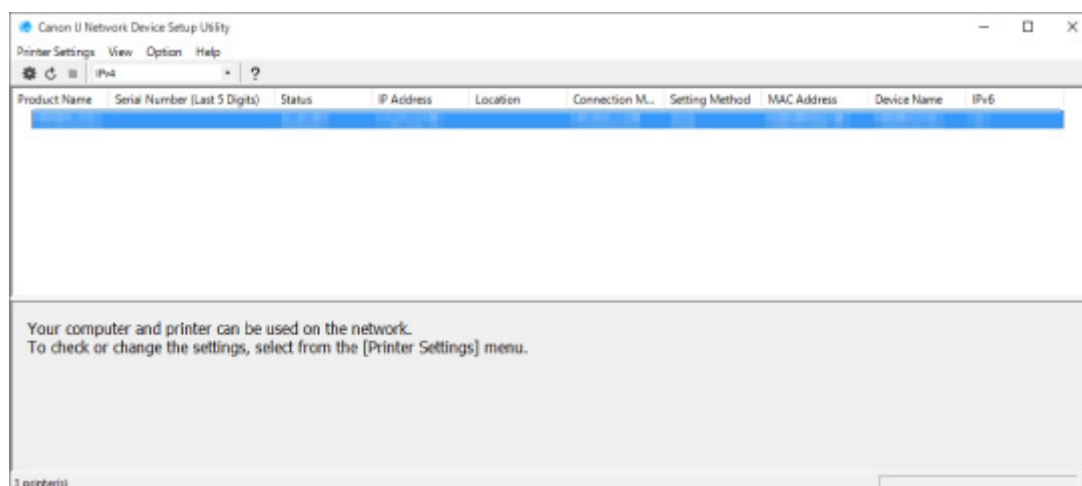 Canon IJ Network Device Setup Utility
Printer Settings View Option Help
IPv4 ?
Product Name Serial Number (Last 5 Digits) Status IP Address Location Connection M... Setting Method MAC Address Device Name IPv6
Your computer and printer can be used on the network.
To check or change the settings, select from the [Printer Settings] menu.
1 printer(s)